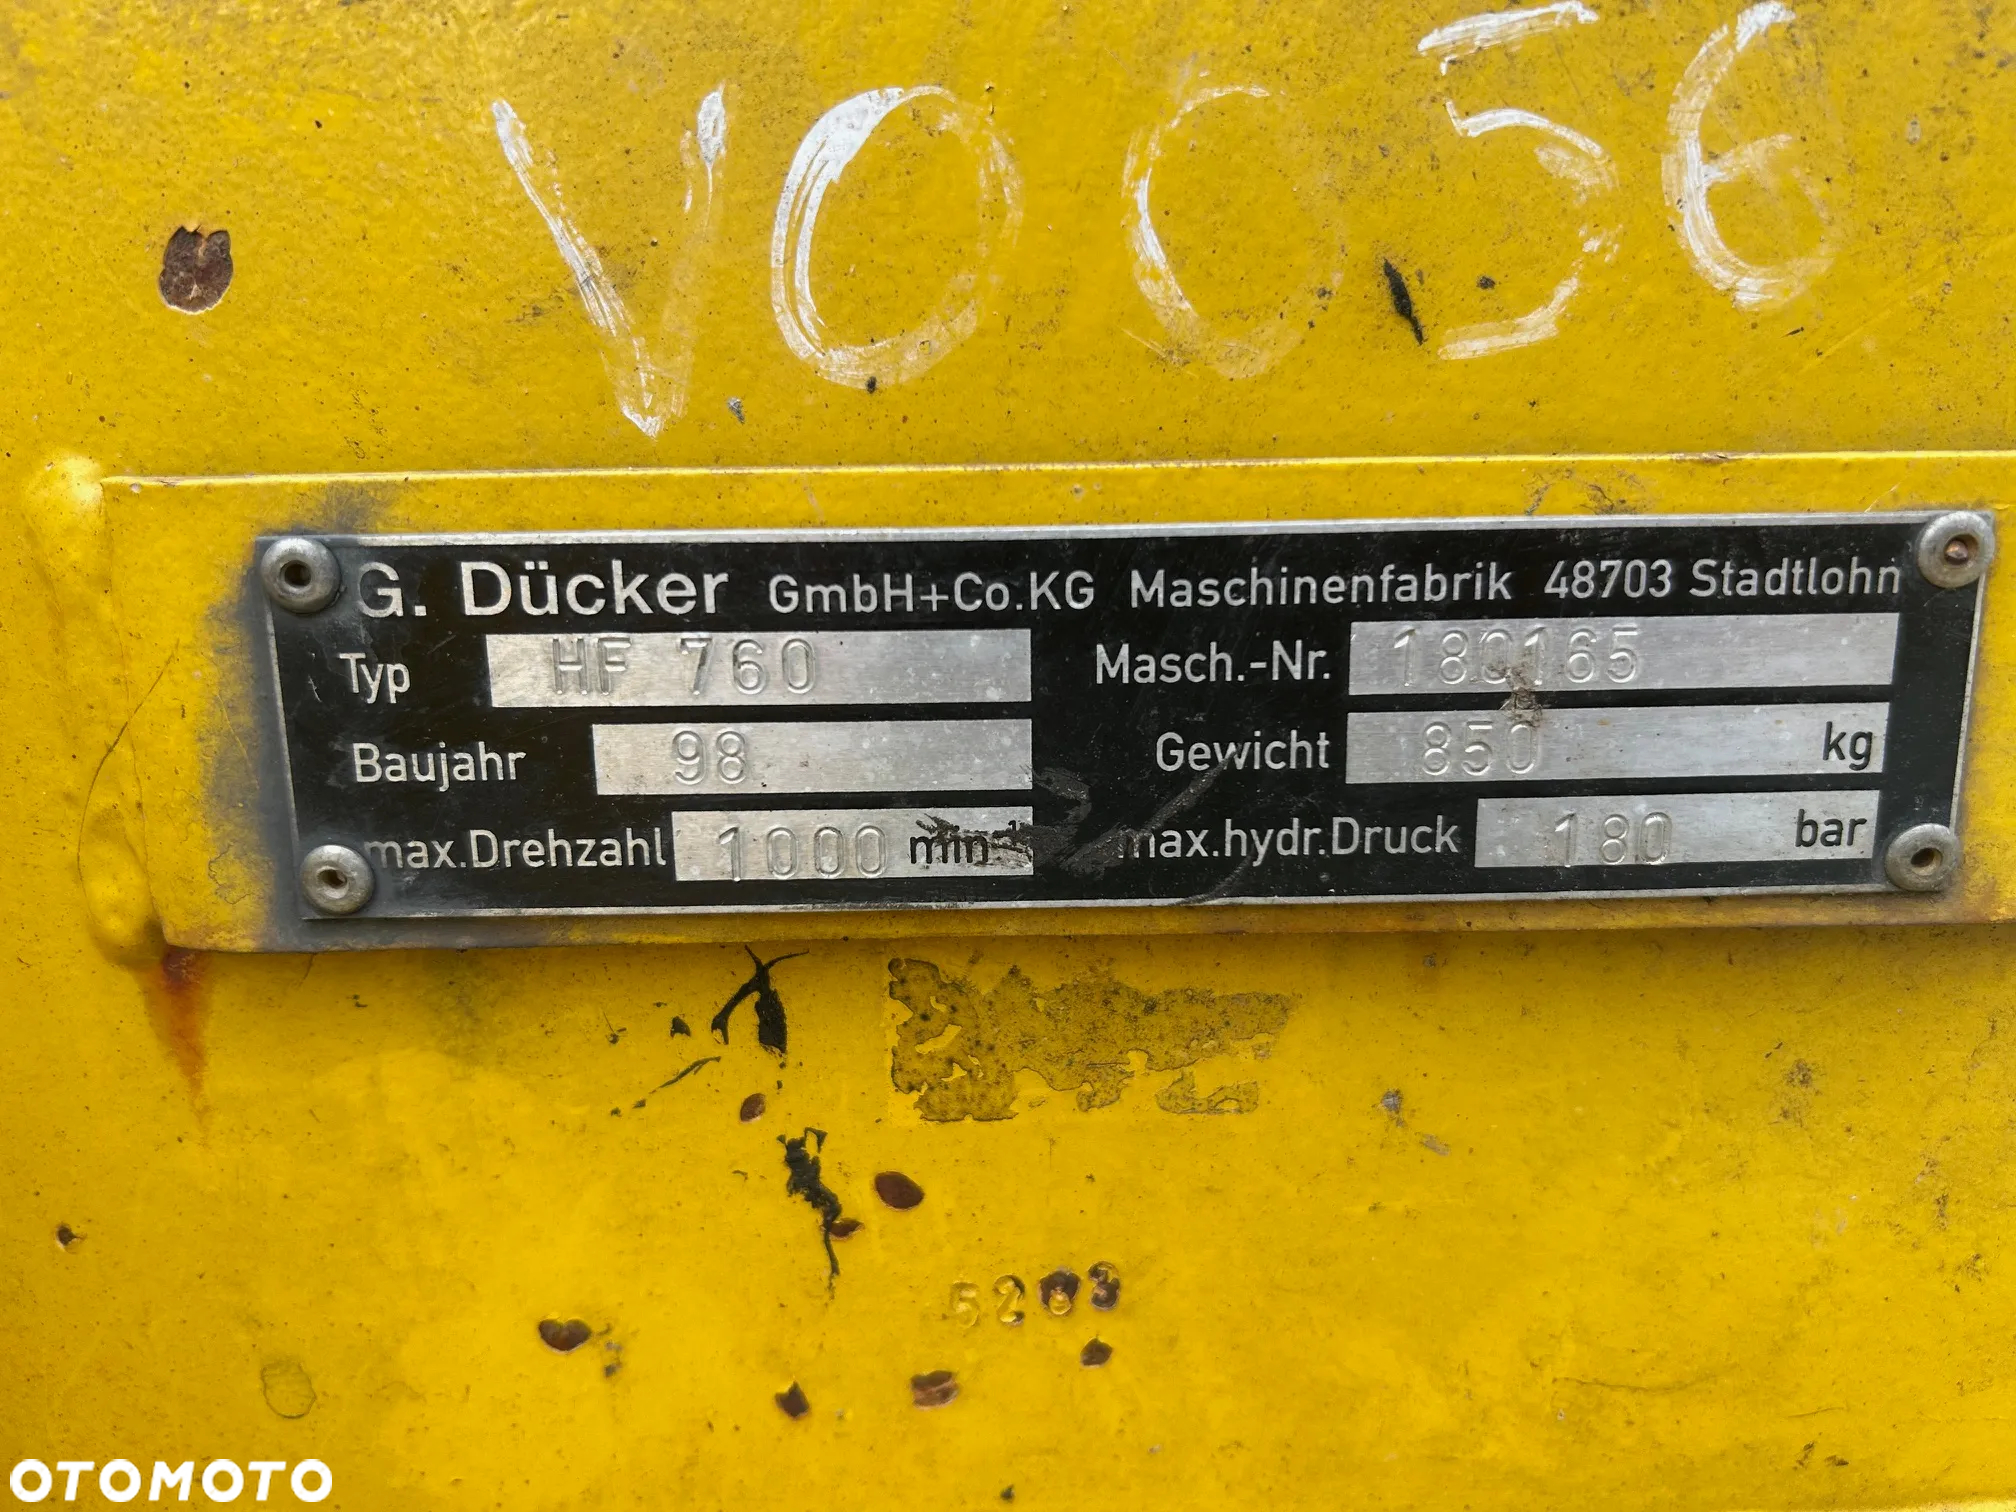 V0056
G. Dücker GmbH+Co.KG Maschinenfabrik 48703 Stadtlohn
Typ HF 760 Masch.-Nr. 180165
Baujahr 98 Gewicht 850 kg
max.Drehzahl 1000 min. max.hydr.Druck 180 bar
OTOMOTO